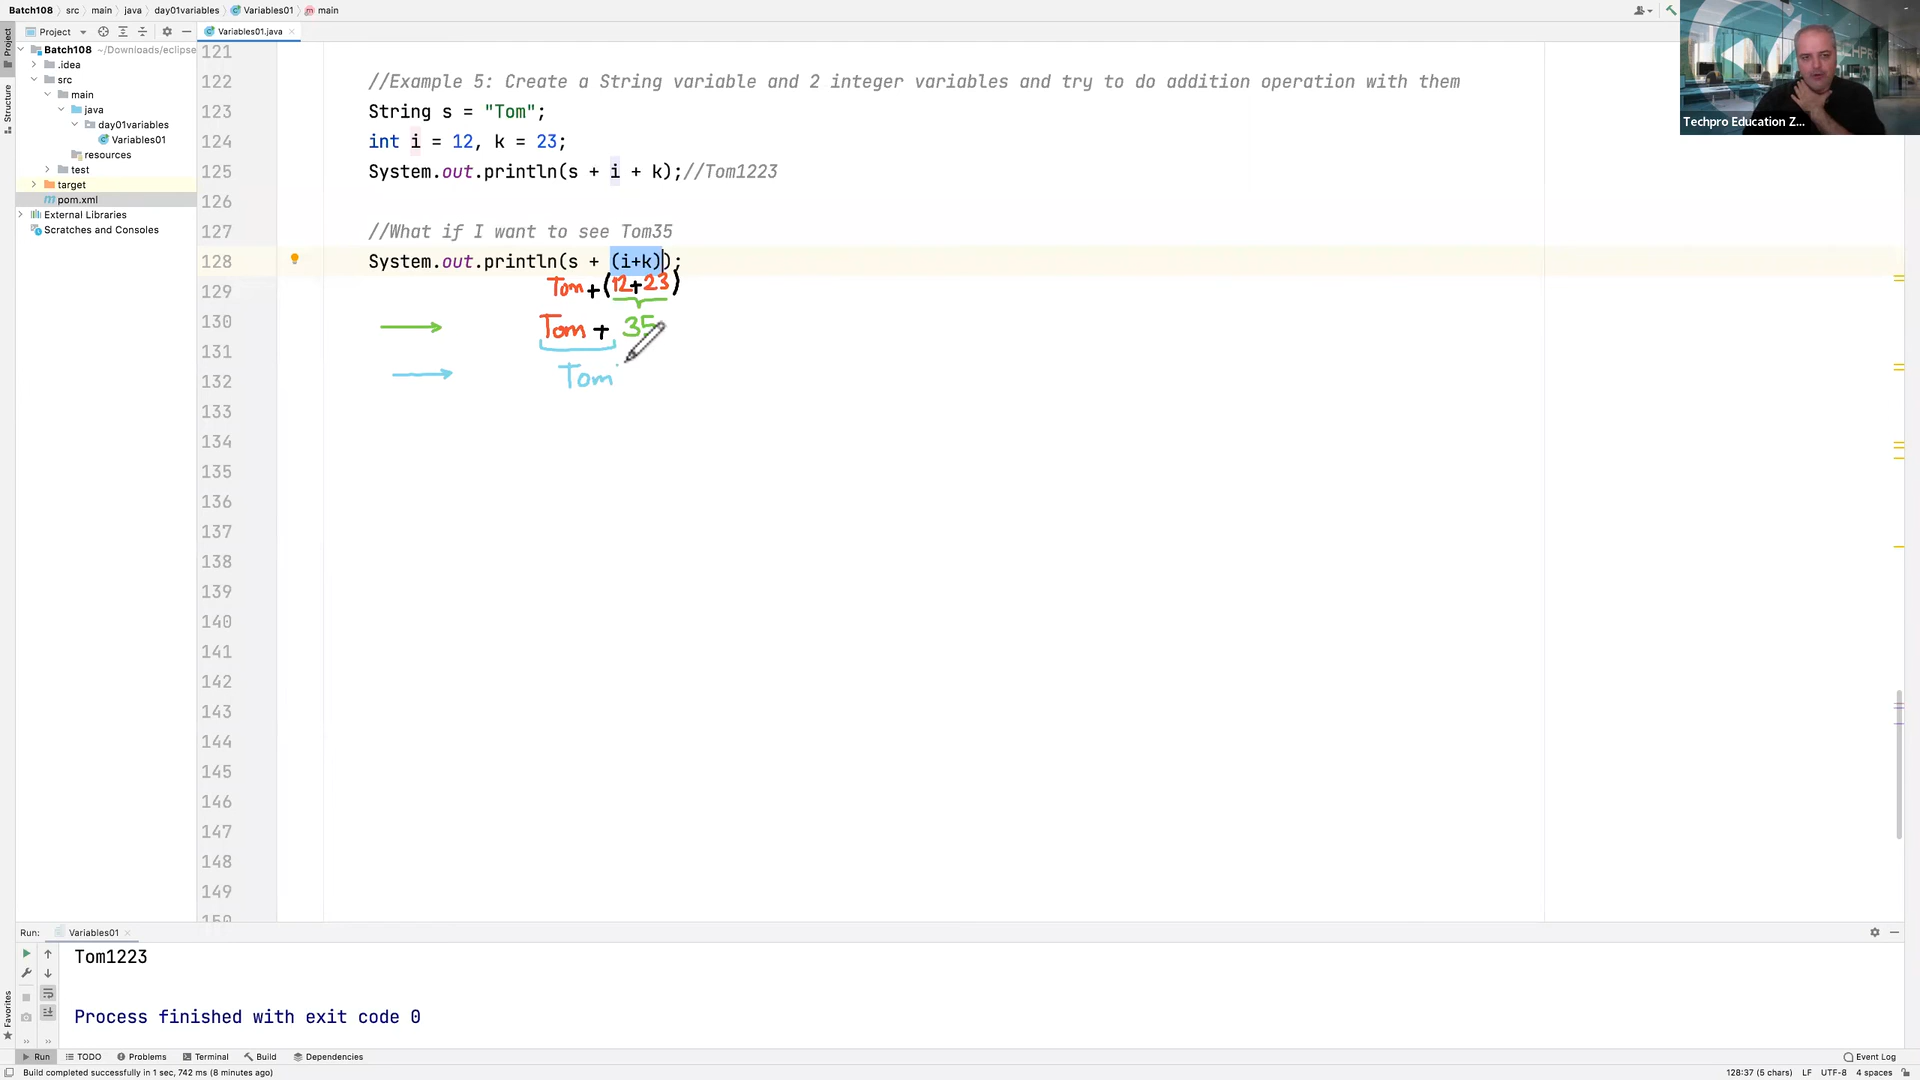 Batch108 src main java day01variables Variables01 main
Project
Variables01.java
Batch108 ~/Downloads/eclipse
.idea
src
main
java
day01variables
Variables01
resources
test
target
pom.xml
External Libraries
Scratches and Consoles
Project
Structure
Favorites
121
122 //Example 5: Create a String variable and 2 integer variables and try to do addition operation with them
123 String s = "Tom";
124 int i = 12, k = 23;
125 System.out.println(s + i + k);//Tom1223
126
127 //What if I want to see Tom35
128 System.out.println(s + (i+k));
129 Tom+(12+23)
130 Tom + 35
131
132 Tom
133
134
135
136
137
138
139
140
141
142
143
144
145
146
147
148
149
150
Techpro Education Z...
Run: Variables01
Tom1223
Process finished with exit code 0
Run TODO Problems Terminal Build Dependencies Event Log
Build completed successfully in 1 sec, 742 ms (8 minutes ago) 128:37 (5 chars) LF UTF-8 4 spaces